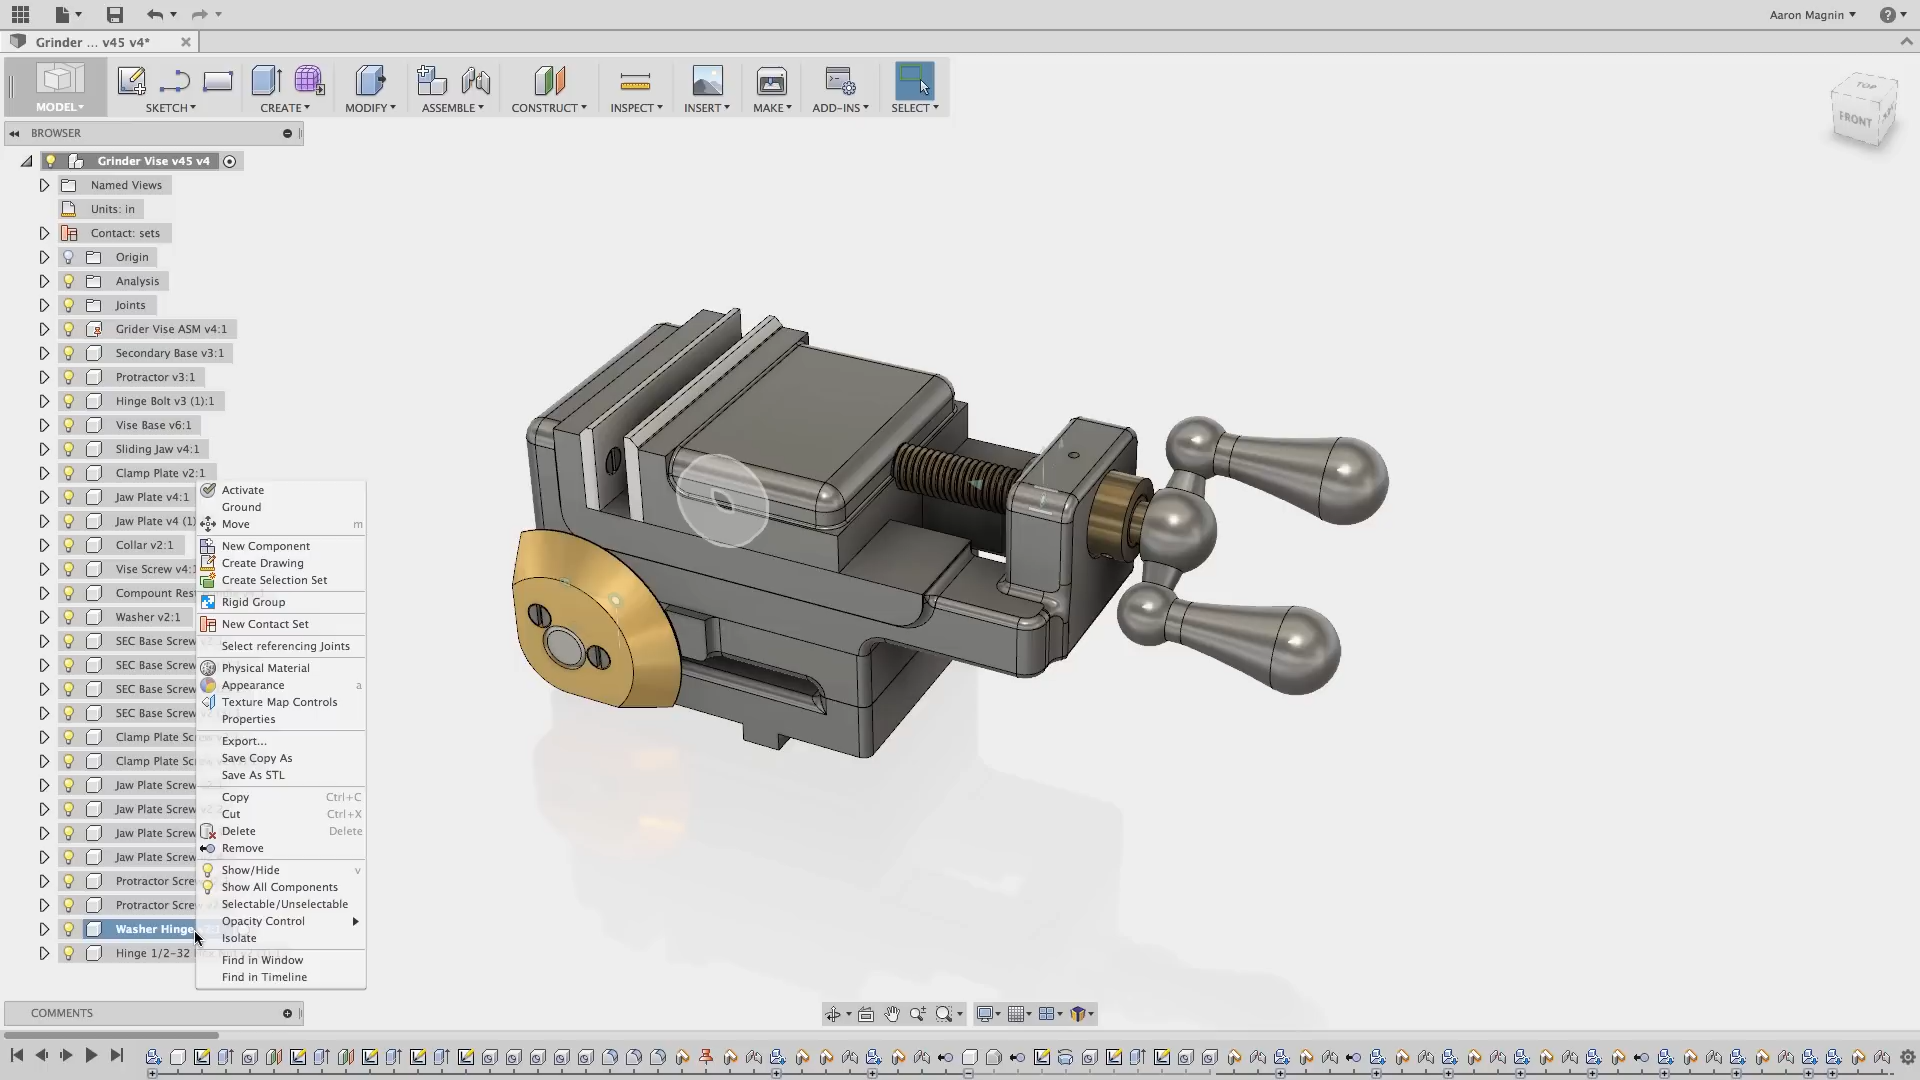 Aaron Magnin
Grinder ... v45 v4*
MODEL
SKETCH
CREATE
MODIFY
ASSEMBLE
CONSTRUCT
INSPECT
INSERT
MAKE
ADD-INS
SELECT
TOP
FRONT
BROWSER
Grinder Vise v45 v4
Named Views
Units: in
Contact: sets
Origin
Analysis
Joints
Grider Vise ASM v4:1
Secondary Base v3:1
Protractor v3:1
Hinge Bolt v3 (1):1
Vise Base v6:1
Sliding Jaw v4:1
Clamp Plate v2:1
Jaw Plate v4:1
Jaw Plate v4 (1)
Collar v2:1
Vise Screw v4:1
Compount Rest
Washer v2:1
SEC Base Screw
SEC Base Screw
SEC Base Screw
SEC Base Screw
Clamp Plate Sc
Clamp Plate Sc
Jaw Plate Screw
Jaw Plate Screw
Jaw Plate Screw
Jaw Plate Screw
Protractor Screw
Protractor Screw
Washer Hinge
Hinge 1/2-32
Activate
Ground
Move m
New Component
Create Drawing
Create Selection Set
Rigid Group
New Contact Set
Select referencing Joints
Physical Material
Appearance a
Texture Map Controls
Properties
Export...
Save Copy As
Save As STL
Copy Ctrl+C
Cut Ctrl+X
Delete Delete
Remove
Show/Hide v
Show All Components
Selectable/Unselectable
Opacity Control
Isolate
Find in Window
Find in Timeline
COMMENTS